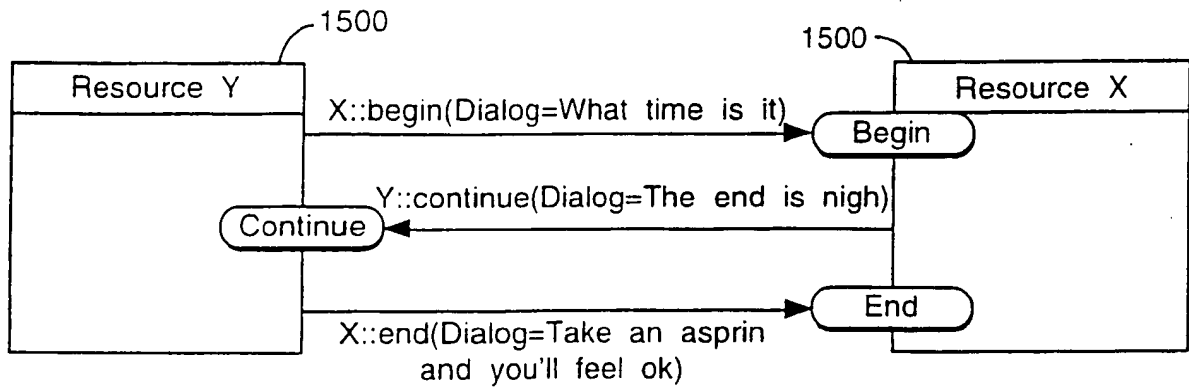 1500
1500
Resource Y
Resource X
X::begin(Dialog=What time is it)
Begin
Y::continue(Dialog=The end is nigh)
Continue
End
X::end(Dialog=Take an asprin
and you'll feel ok)